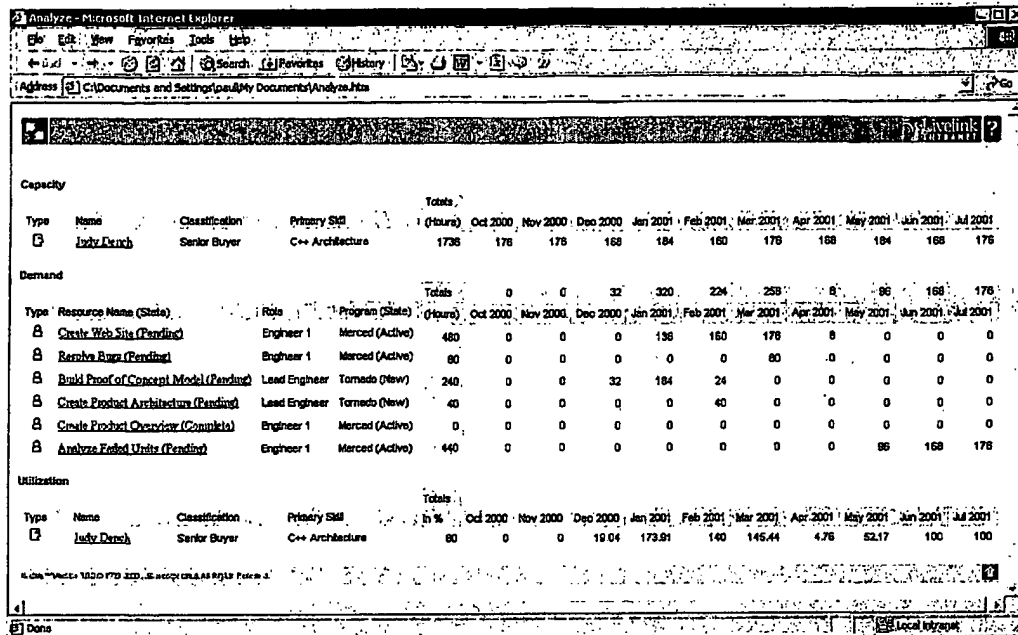 Analyze - Microsoft Internet Explorer
File Edit View Favorites Tools Help
Search Favorites History
Address C:\Documents and Settings\paul\My Documents\Analyze.htm Go
Livelink
?
Capacity
Totals
Type Name Classification Primary Skill (Hours) Oct 2000 Nov 2000 Dec 2000 Jan 2001 Feb 2001 Mar 2001 Apr 2001 May 2001 Jun 2001 Jul 2001
Judy Dench Senior Buyer C++ Architecture 1736 176 176 168 184 160 176 168 184 168 176
Demand
Totals 0 0 32 320 224 256 8 96 168 176
Type Resource Name (State) Role Program (State) (Hours) Oct 2000 Nov 2000 Dec 2000 Jan 2001 Feb 2001 Mar 2001 Apr 2001 May 2001 Jun 2001 Jul 2001
Create Web Site (Pending) Engineer 1 Merced (Active) 480 0 0 0 136 160 176 8 0 0 0
Resolve Bugs (Pending) Engineer 1 Merced (Active) 80 0 0 0 0 0 80 0 0 0 0
Build Proof of Concept Model (Pending) Lead Engineer Tornado (New) 240 0 0 32 184 24 0 0 0 0 0
Create Product Architecture (Pending) Lead Engineer Tornado (New) 40 0 0 0 0 40 0 0 0 0 0
Create Product Overview (Complete) Engineer 1 Merced (Active) 0 0 0 0 0 0 0 0 0 0 0
Analyze Failed Units (Pending) Engineer 1 Merced (Active) 440 0 0 0 0 0 0 0 96 168 176
Utilization
Totals
Type Name Classification Primary Skill In % Oct 2000 Nov 2000 Dec 2000 Jan 2001 Feb 2001 Mar 2001 Apr 2001 May 2001 Jun 2001 Jul 2001
Judy Dench Senior Buyer C++ Architecture 80 0 0 19.04 173.91 140 145.44 4.76 52.17 100 100
Done Local intranet